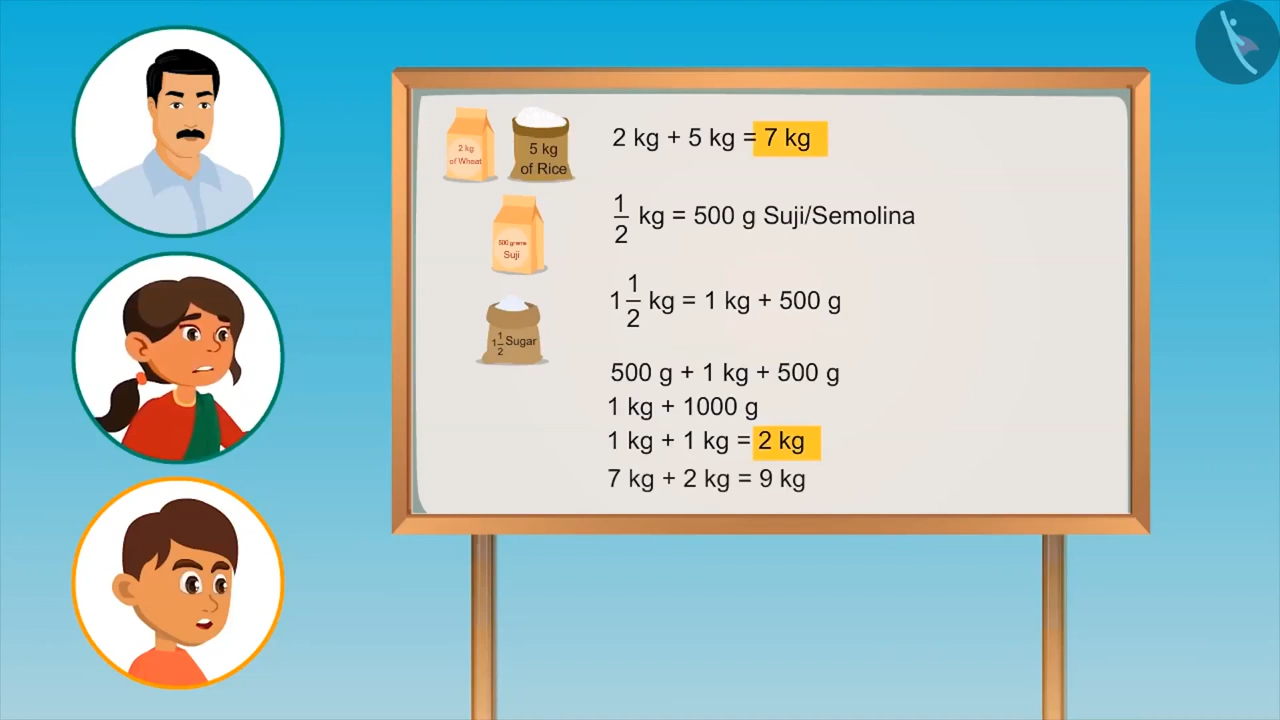 2 kg of Wheat
5 kg of Rice
2 kg + 5 kg = 7 kg
500 grams Suji
1/2 kg = 500 g Suji/Semolina
1 1/2 kg = 1 kg + 500 g
1 1/2 Sugar
500 g + 1 kg + 500 g
1 kg + 1000 g
1 kg + 1 kg = 2 kg
7 kg + 2 kg = 9 kg